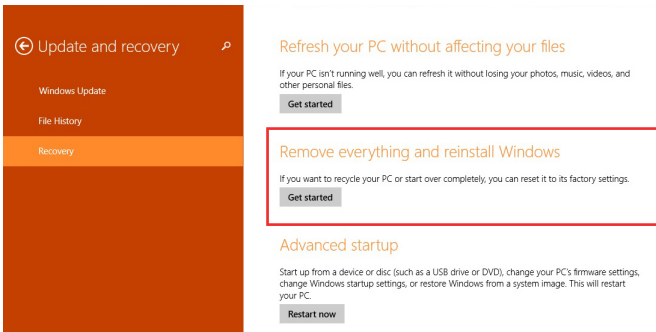 Update and recovery
Windows Update
File History
Recovery
Refresh your PC without affecting your files
If your PC isn't running well, you can refresh it without losing your photos, music, videos, and
other personal files.
Get started
Remove everything and reinstall Windows
If you want to recycle your PC or start over completely, you can reset it to its factory settings.
Get started
Advanced startup
Start up from a device or disc (such as a USB drive or DVD), change your PC's firmware settings,
change Windows startup settings, or restore Windows from a system image. This will restart
your PC.
Restart now